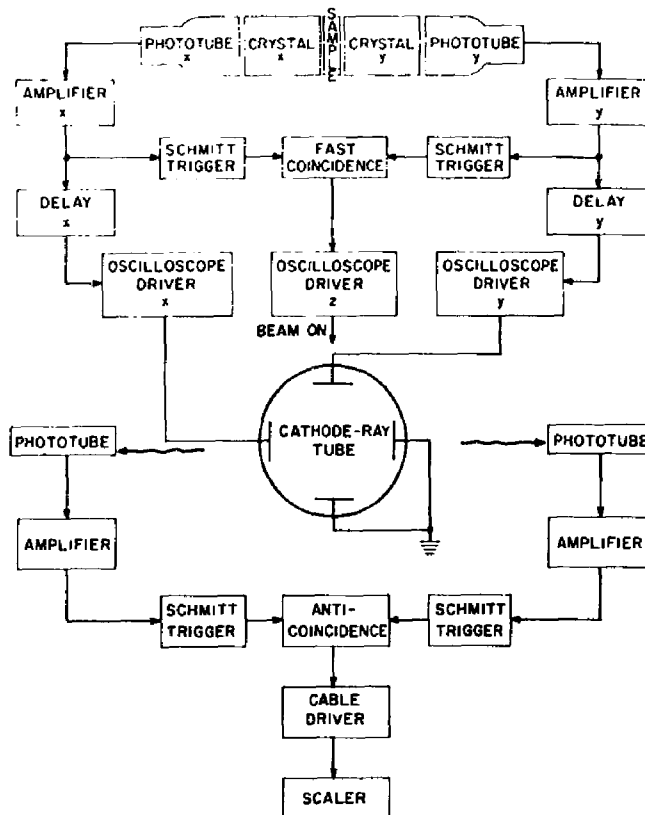 SAMPLE
PHOTOTUBE
x
CRYSTAL
x
CRYSTAL
y
PHOTOTUBE
y
AMPLIFIER
x
AMPLIFIER
y
SCHMITT
TRIGGER
FAST
COINCIDENCE
SCHMITT
TRIGGER
DELAY
x
DELAY
y
OSCILLOSCOPE
DRIVER
x
OSCILLOSCOPE
DRIVER
z
OSCILLOSCOPE
DRIVER
y
BEAM ON
CATHODE-RAY
TUBE
PHOTOTUBE
PHOTOTUBE
AMPLIFIER
AMPLIFIER
SCHMITT
TRIGGER
ANTI-
COINCIDENCE
SCHMITT
TRIGGER
CABLE
DRIVER
SCALER